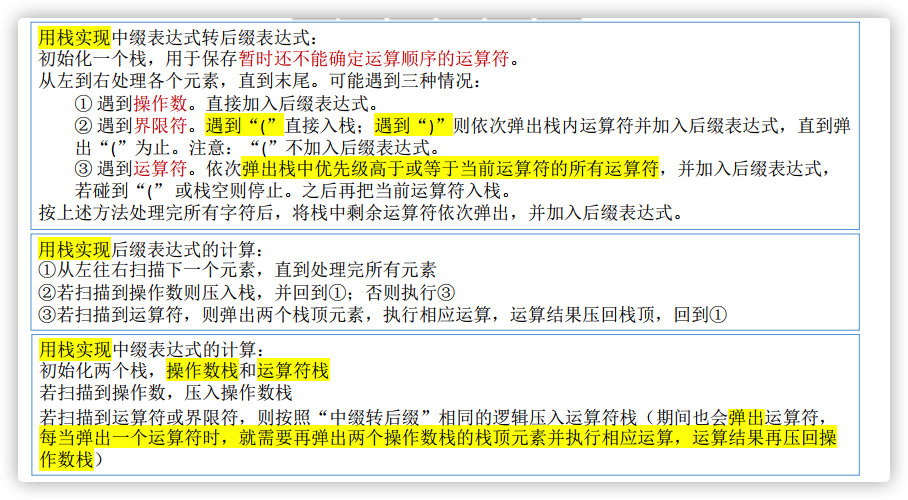 用栈实现中缀表达式转后缀表达式：
初始化一个栈，用于保存暂时还不能确定运算顺序的运算符。
从左到右处理各个元素，直到末尾。可能遇到三种情况：
① 遇到操作数。直接加入后缀表达式。
② 遇到界限符。遇到“(”直接入栈；遇到“)”则依次弹出栈内运算符并加入后缀表达式，直到弹
出“(”为止。注意：“(”不加入后缀表达式。
③ 遇到运算符。依次弹出栈中优先级高于或等于当前运算符的所有运算符，并加入后缀表达式，
若碰到“(” 或栈空则停止。之后再把当前运算符入栈。
按上述方法处理完所有字符后，将栈中剩余运算符依次弹出，并加入后缀表达式。
用栈实现后缀表达式的计算：
①从左往右扫描下一个元素，直到处理完所有元素
②若扫描到操作数则压入栈，并回到①；否则执行③
③若扫描到运算符，则弹出两个栈顶元素，执行相应运算，运算结果压回栈顶，回到①
用栈实现中缀表达式的计算：
初始化两个栈，操作数栈和运算符栈
若扫描到操作数，压入操作数栈
若扫描到运算符或界限符，则按照“中缀转后缀”相同的逻辑压入运算符栈（期间也会弹出运算符，
每当弹出一个运算符时，就需要再弹出两个操作数栈的栈顶元素并执行相应运算，运算结果再压回操
作数栈）